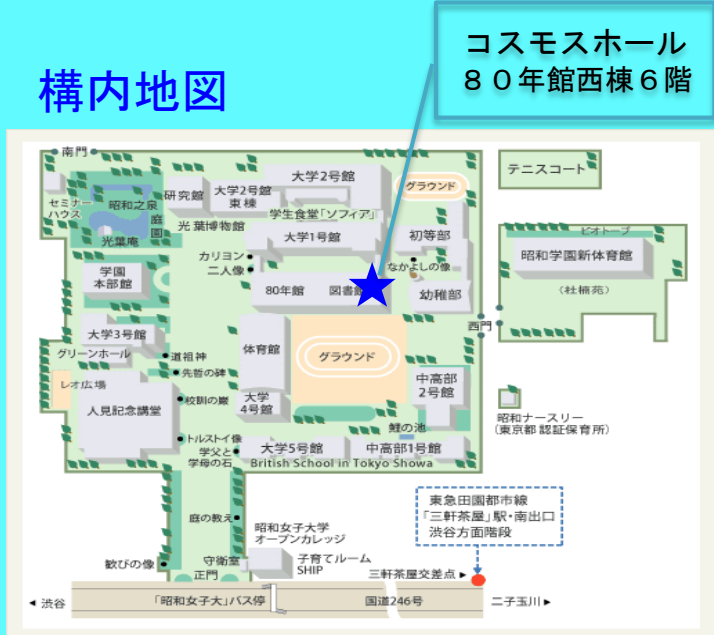 コスモスホール
８０年館西棟６階
構内地図
南門
セミナー
ハウス
昭和之泉
庭園
光葉庵
研究館
大学2号館
東棟
大学2号館
学生食堂「ソフィア」
光葉博物館
大学1号館
グラウンド
初等部
カリヨン
二人像
なかよしの像
学園
本部館
80年館
図書館
幼稚部
テニスコート
ビオトープ
昭和学園新体育館
西門
大学3号館
グリーンホール
道祖神
体育館
グラウンド
先哲の碑
レオ広場
人見記念講堂
校訓の巌
大学
4号館
中高部
2号館
昭和ナースリー
（東京都認証保育所）
鯉の池
トルストイ像
学父と
学母の石
大学5号館
中高部1号館
British School in Tokyo Showa
庭の教え
昭和女子大学
オープンカレッジ
東急田園都市線
「三軒茶屋」駅・南出口
渋谷方面階段
歓びの像
守衛室
正門
子育てルーム
SHIP
三軒茶屋交差点
渋谷
「昭和女子大」バス停
国道246号
二子玉川